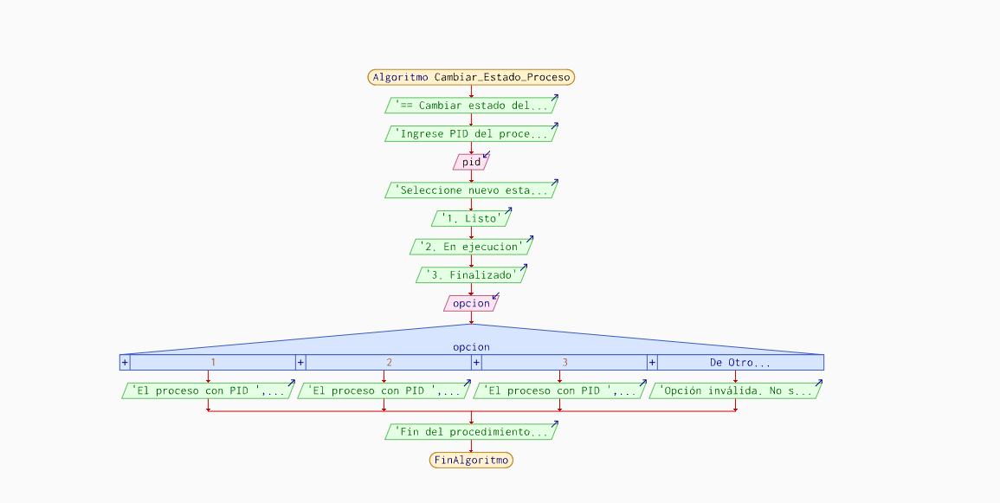 Algoritmo Cambiar_Estado_Proceso
'== Cambiar estado del...
'Ingrese PID del proce...
pid
'Seleccione nuevo esta...
'1. Listo'
'2. En ejecucion'
'3. Finalizado'
opcion
opcion
+ 1 + 2 + 3 + De Otro...
'El proceso con PID ',... 'El proceso con PID ',... 'El proceso con PID ',... 'Opción inválida. No s...
'Fin del procedimiento...
FinAlgoritmo